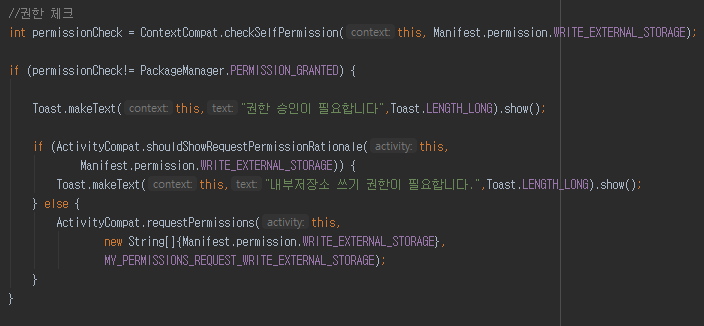 //권한 체크
int permissionCheck = ContextCompat.checkSelfPermission( context: this, Manifest.permission.WRITE_EXTERNAL_STORAGE);
if (permissionCheck!= PackageManager.PERMISSION_GRANTED) {
Toast.makeText( context: this, text: "권한 승인이 필요합니다",Toast.LENGTH_LONG).show();
if (ActivityCompat.shouldShowRequestPermissionRationale( activity: this,
Manifest.permission.WRITE_EXTERNAL_STORAGE)) {
Toast.makeText( context: this, text: "내부저장소 쓰기 권한이 필요합니다.",Toast.LENGTH_LONG).show();
} else {
ActivityCompat.requestPermissions( activity: this,
new String[]{Manifest.permission.WRITE_EXTERNAL_STORAGE},
MY_PERMISSIONS_REQUEST_WRITE_EXTERNAL_STORAGE);
}
}